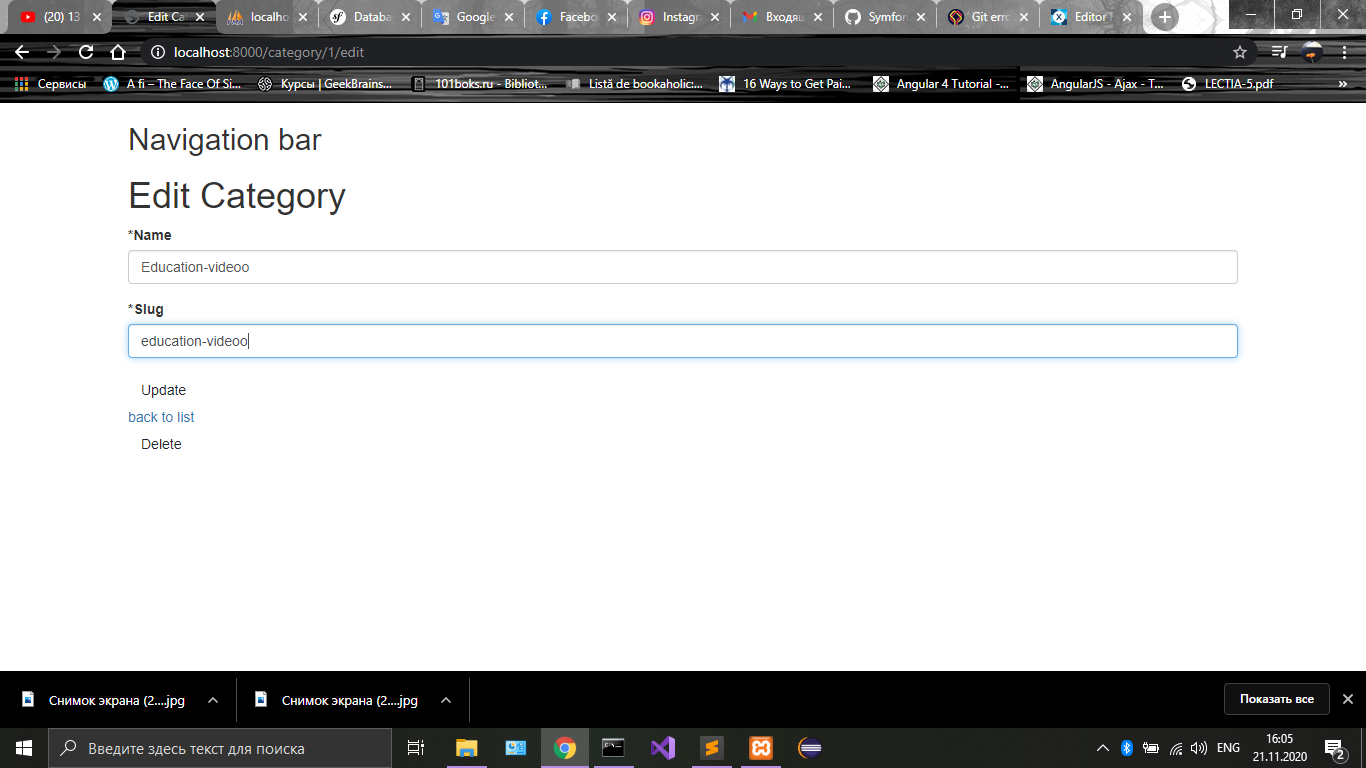 (20) 13 Edit Ca localho Databa Google Facebo Instagr Входящ Symfor Git erro Editor
localhost:8000/category/1/edit
Сервисы A fi – The Face Of Si... Курсы | GeekBrains... 101boks.ru - Bibliot... Listă de bookaholic:... 16 Ways to Get Pai... Angular 4 Tutorial -... AngularJS - Ajax - T... LECTIA-5.pdf »
Navigation bar
Edit Category
*Name
Education-videoo
*Slug
education-videoo
Update
back to list
Delete
Снимок экрана (2....jpg Снимок экрана (2....jpg Показать все
Введите здесь текст для поиска
ENG
16:05
21.11.2020
2